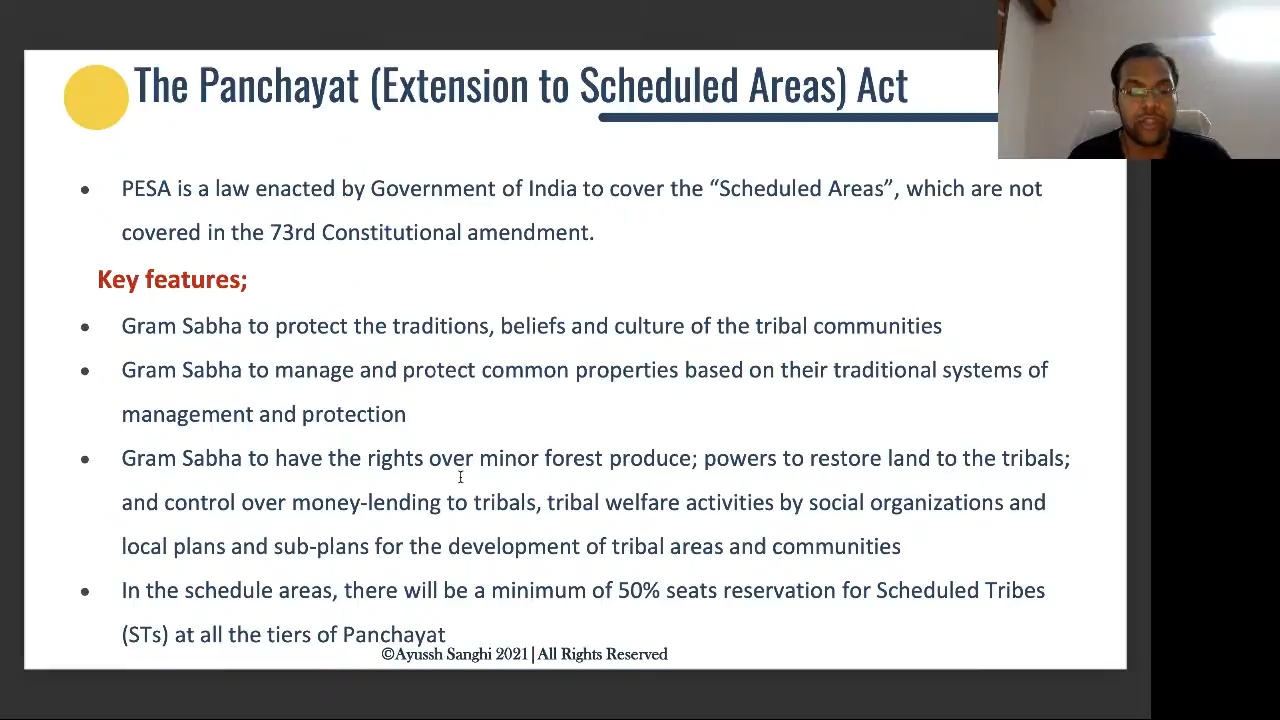 The Panchayat (Extension to Scheduled Areas) Act
• PESA is a law enacted by Government of India to cover the “Scheduled Areas”, which are not
covered in the 73rd Constitutional amendment.
Key features;
• Gram Sabha to protect the traditions, beliefs and culture of the tribal communities
• Gram Sabha to manage and protect common properties based on their traditional systems of
management and protection
• Gram Sabha to have the rights over minor forest produce; powers to restore land to the tribals;
and control over money-lending to tribals, tribal welfare activities by social organizations and
local plans and sub-plans for the development of tribal areas and communities
• In the schedule areas, there will be a minimum of 50% seats reservation for Scheduled Tribes
(STs) at all the tiers of Panchayat
©Ayussh Sanghi 2021| All Rights Reserved